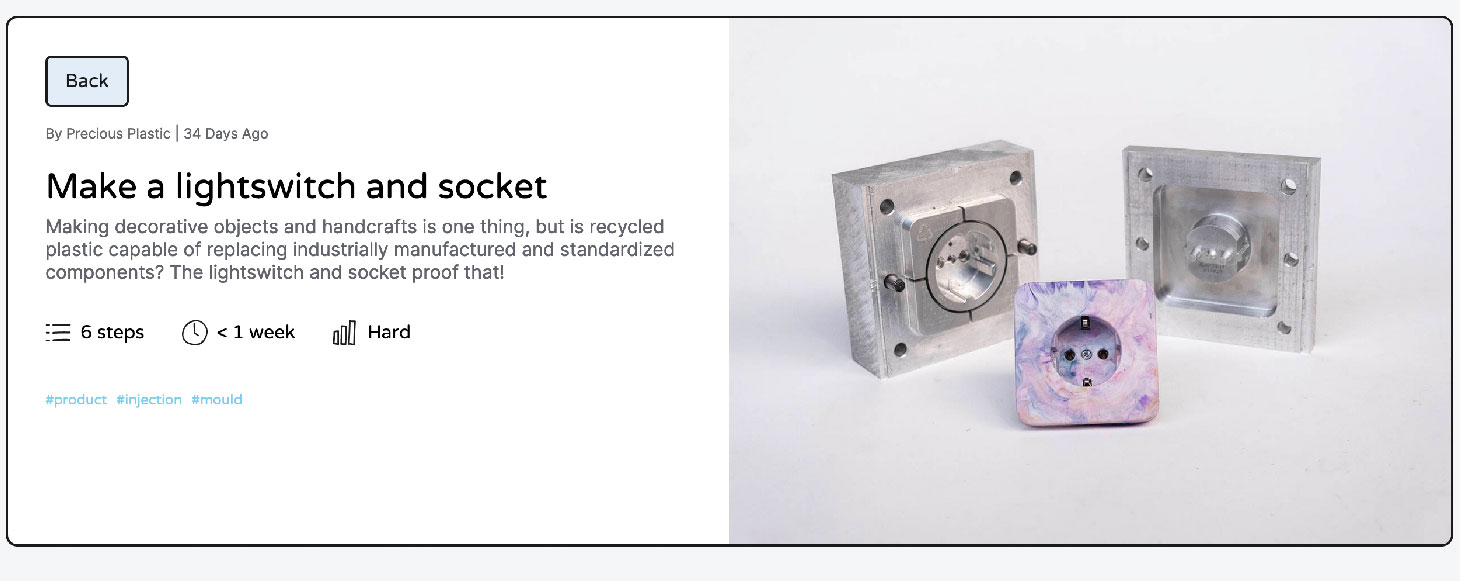 Back
By Precious Plastic | 34 Days Ago
Make a lightswitch and socket
Making decorative objects and handcrafts is one thing, but is recycled
plastic capable of replacing industrially manufactured and standardized
components? The lightswitch and socket proof that!
6 steps < 1 week Hard
#product #injection #mould